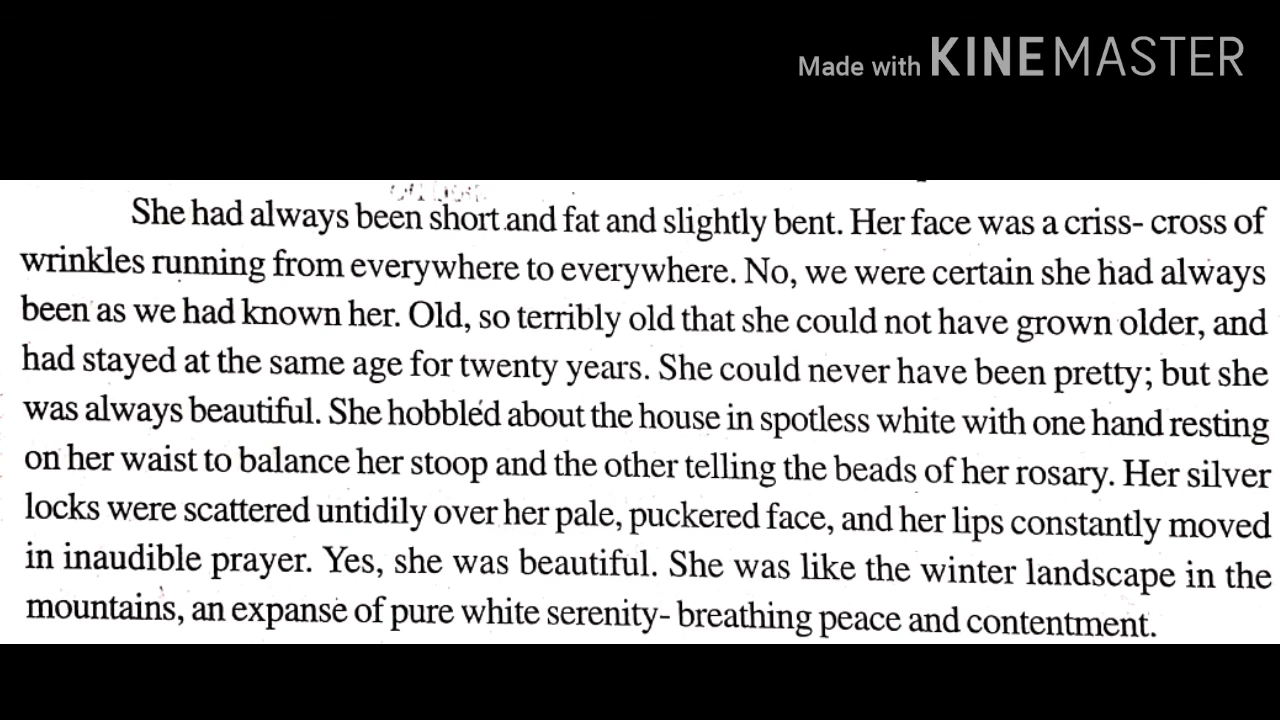 Made with KINEMASTER
She had always been short and fat and slightly bent. Her face was a criss- cross of
wrinkles running from everywhere to everywhere. No, we were certain she had always
been as we had known her. Old, so terribly old that she could not have grown older, and
had stayed at the same age for twenty years. She could never have been pretty; but she
was always beautiful. She hobbled about the house in spotless white with one hand resting
on her waist to balance her stoop and the other telling the beads of her rosary. Her silver
locks were scattered untidily over her pale, puckered face, and her lips constantly moved
in inaudible prayer. Yes, she was beautiful. She was like the winter landscape in the
mountains, an expanse of pure white serenity- breathing peace and contentment.